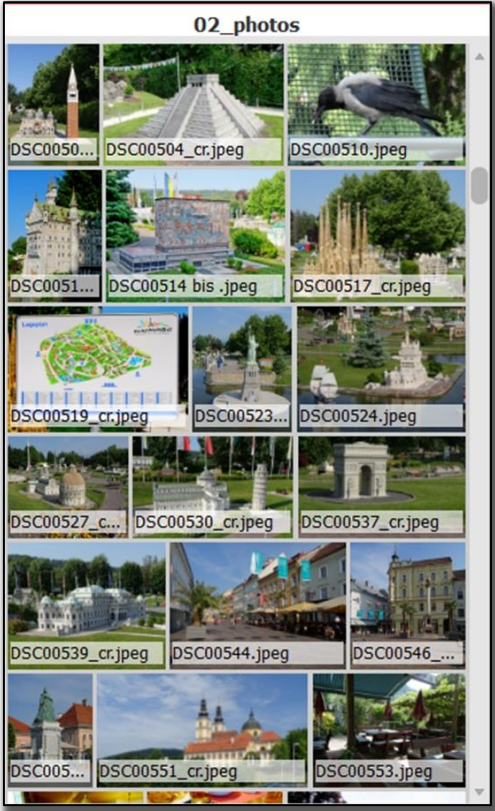 02_photos
DSC0050...
DSC00504_cr.jpeg
DSC00510.jpeg
DSC0051...
DSC00514 bis .jpeg
DSC00517_cr.jpeg
Lageplan
DSC00519_cr.jpeg
DSC00523...
DSC00524.jpeg
DSC00527_c...
DSC00530_cr.jpeg
DSC00537_cr.jpeg
DSC00539_cr.jpeg
DSC00544.jpeg
DSC00546_...
DSC005...
DSC00551_cr.jpeg
DSC00553.jpeg